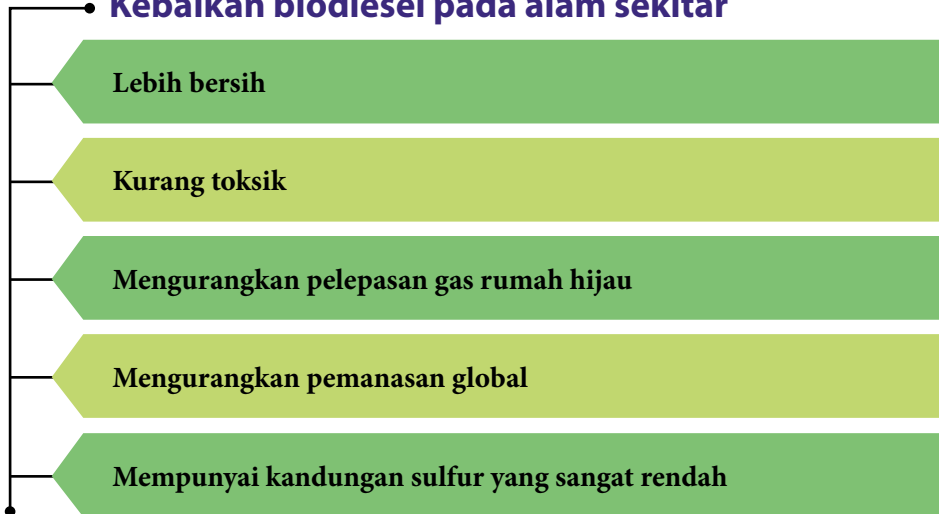 Kebaikan biodiesel pada alam sekitar
Lebih bersih
Kurang toksik
Mengurangkan pelepasan gas rumah hijau
Mengurangkan pemanasan global
Mempunyai kandungan sulfur yang sangat rendah